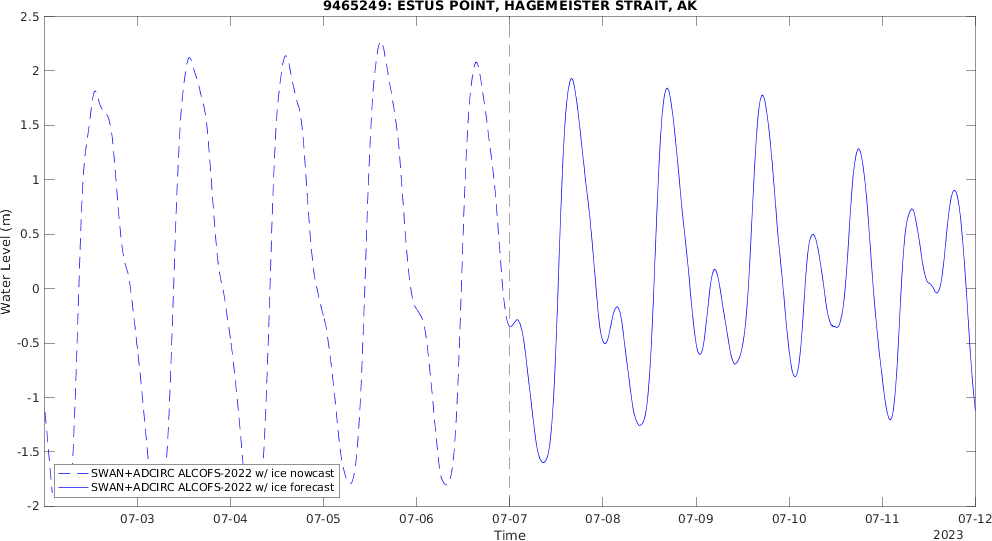 9465249: ESTUS POINT, HAGEMEISTER STRAIT, AK
2.5
2
1.5
1
0.5
0
-0.5
-1
-1.5
-2
Water Level (m)
SWAN+ADCIRC ALCOFS-2022 w/ ice nowcast
SWAN+ADCIRC ALCOFS-2022 w/ ice forecast
07-03 07-04 07-05 07-06 07-07 07-08 07-09 07-10 07-11 07-12
Time
2023